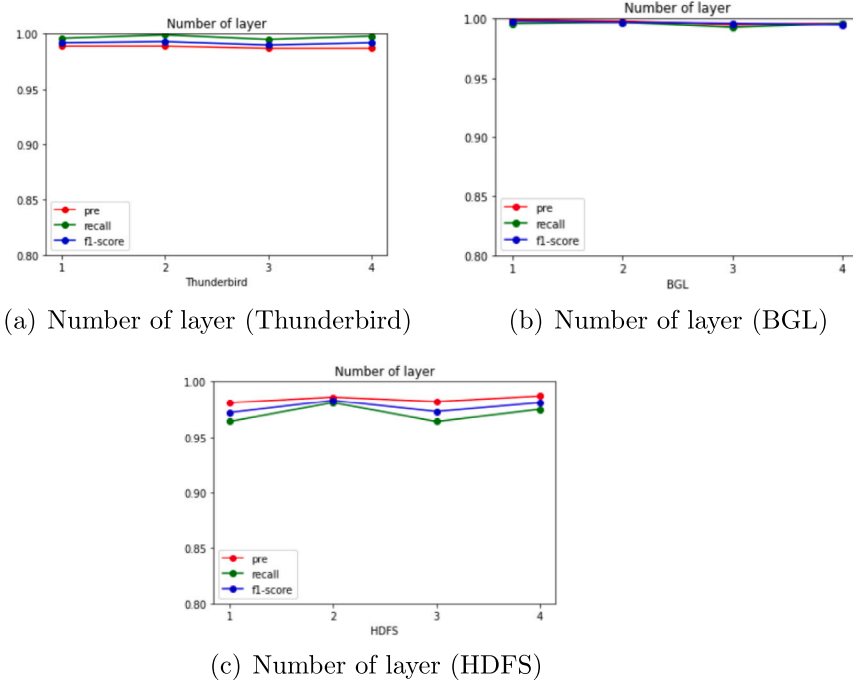 Number of layer
1.00
0.95
0.90
0.85
0.80
pre
recall
f1-score
1 2 3 4
Thunderbird
(a) Number of layer (Thunderbird)
Number of layer
1.00
0.95
0.90
0.85
0.80
pre
recall
f1-score
1 2 3 4
BGL
(b) Number of layer (BGL)
Number of layer
1.00
0.95
0.90
0.85
0.80
pre
recall
f1-score
1 2 3 4
HDFS
(c) Number of layer (HDFS)